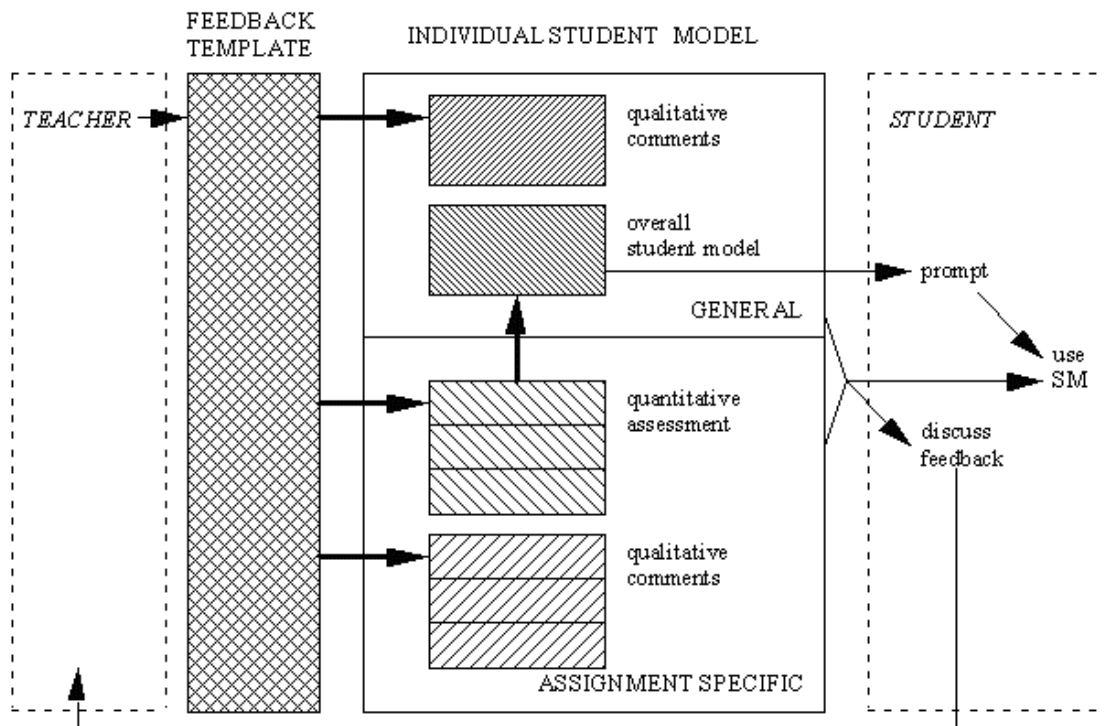 FEEDBACK
TEMPLATE
INDIVIDUAL STUDENT MODEL
TEACHER
qualitative
comments
STUDENT
overall
student model
prompt
GENERAL
use
SM
quantitative
assessment
discuss
feedback
qualitative
comments
ASSIGNMENT SPECIFIC